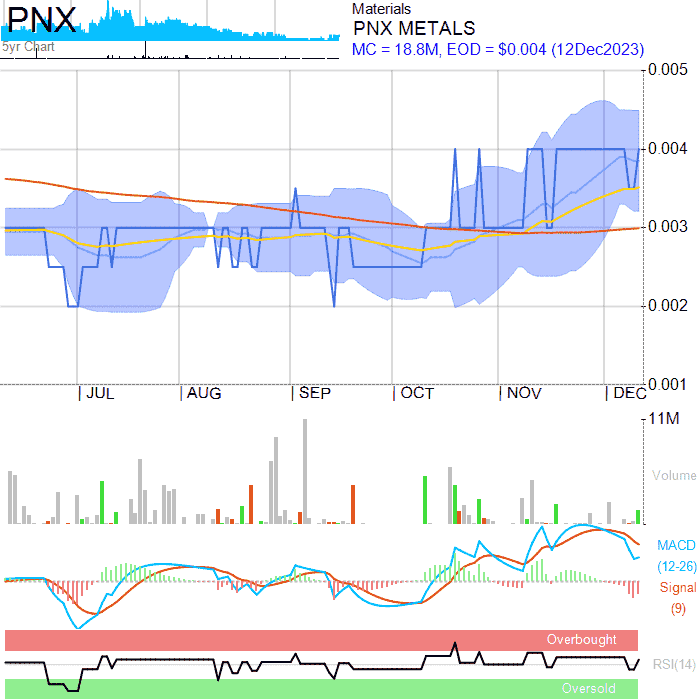 PNX
5yr Chart
Materials
PNX METALS
MC = 18.8M, EOD = $0.004 (12Dec2023)
0.005
0.004
0.003
0.002
0.001
JUL
AUG
SEP
OCT
NOV
DEC
11M
Volume
MACD
(12-26)
Signal
(9)
Overbought
RSI(14)
Oversold